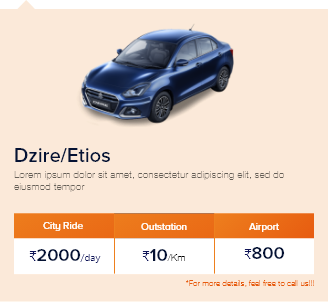 Dzire/Etios
Lorem ipsum dolor sit amet, consectetur adipiscing elit, sed do
eiusmod tempor
City Ride Outstation Airport
₹2000/day ₹10/Km ₹800
*For more details, feel free to call us!!!